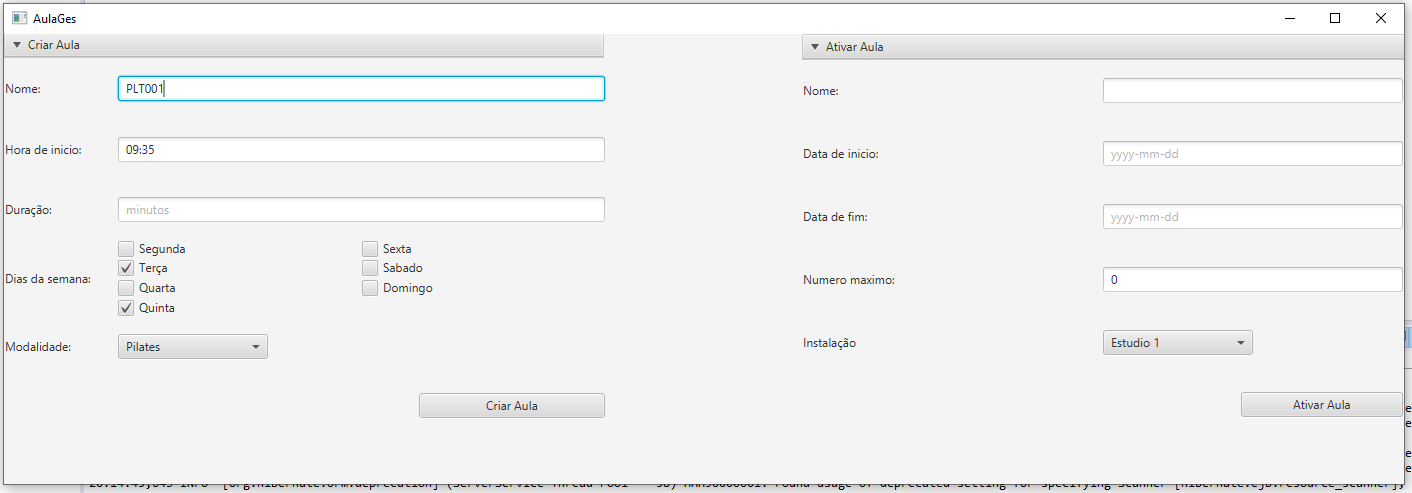 AulaGes
Criar Aula
Nome:
PLT001
Hora de inicio:
09:35
Duração:
minutos
Dias da semana:
Segunda
Sexta
Terça
Sabado
Quarta
Domingo
Quinta
Modalidade:
Pilates
Criar Aula
Ativar Aula
Nome:
Data de inicio:
yyyy-mm-dd
Data de fim:
yyyy-mm-dd
Numero maximo:
0
Instalação
Estudio 1
Ativar Aula